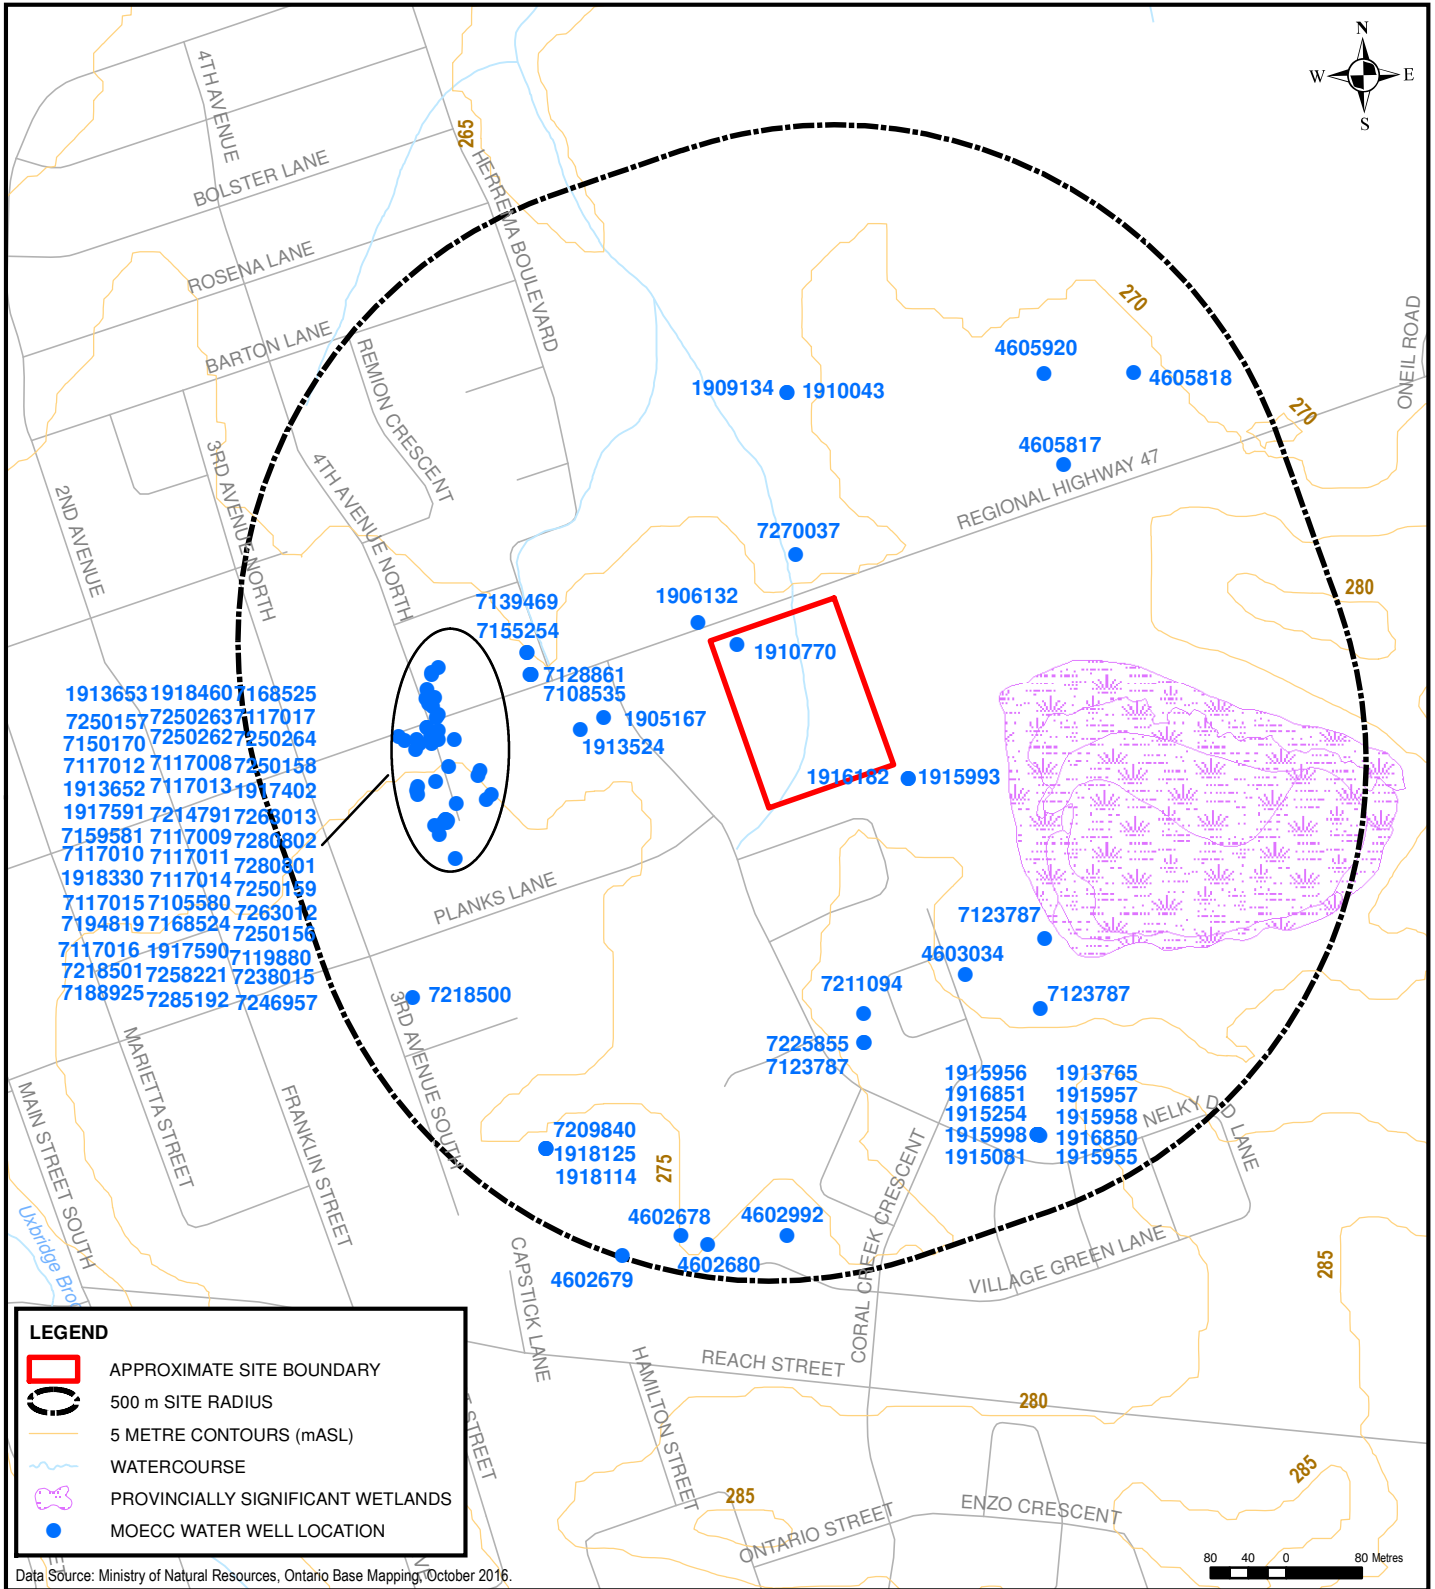 N
W
E
S
4TH AVENUE
265
BOLSTER LANE
HERREMA BOULEVARD
ROSENA LANE
BARTON LANE
REMION CRESCENT
270
ONEIL ROAD
4605920
4605818
1909134
1910043
270
4605817
REGIONAL HIGHWAY 47
3RD AVENUE NORTH
4TH AVENUE NORTH
2ND AVENUE
7270037
280
7139469
1906132
7155254
1910770
7128861
7108535
1905167
1913524
1916182 1915993
1913653 1918460 7168525
7250157 7250263 7117017
7150170 7250262 7250264
7117012 7117008 7250158
1913652 7117013 1917402
1917591 7214791 7263013
7159581 7117009 7280802
7117010 7117011 7280801
1918330 7117014 7250159
7117015 7105580 7263012
7194819 7168524 7250156
7117016 1917590 7119880
7218501 7258221 7238015
7188925 7285192 7246957
PLANKS LANE
7123787
4603034
7211094
7123787
7218500
7225855
7123787
3RD AVENUE SOUTH
MARIETTA STREET
MAIN STREET SOUTH
FRANKLIN STREET
1915956 1913765
1916851 1915957
1915254 1915958
1915998 1916850
1915081 1915955
NELKY D D LANE
7209840
1918125
1918114
275
CORAL CREEK CRESCENT
4602678
4602992
4602680
4602679
Uxbridge Broo
CAPSTICK LANE
VILLAGE GREEN LANE
285
REACH STREET
HAMILTON STREET
280
T STREET
285
285
ENZO CRESCENT
ONTARIO STREET
LEGEND
APPROXIMATE SITE BOUNDARY
500 m SITE RADIUS
5 METRE CONTOURS (mASL)
WATERCOURSE
PROVINCIALLY SIGNIFICANT WETLANDS
MOECC WATER WELL LOCATION
80 40 0 80 Metres
Data Source: Ministry of Natural Resources, Ontario Base Mapping, October 2016.